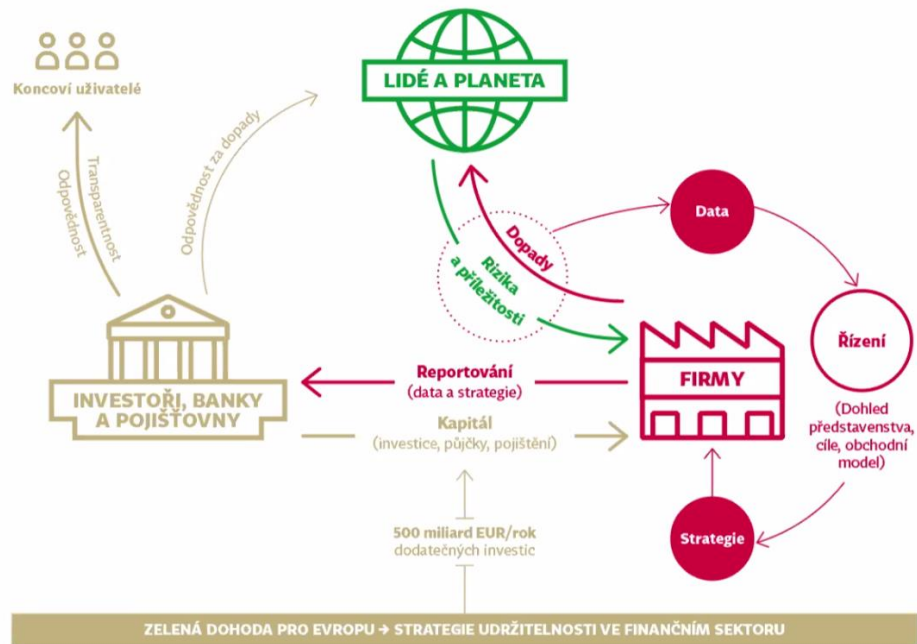 LIDÉ A PLANETA
Koncoví uživatelé
Transparentnost
Odpovědnost
Odpovědnost za dopady
Dopady
Rizika
a příležitosti
Data
Řízení
(Dohled
představenstva,
cíle, obchodní
model)
Strategie
FIRMY
Reportování
(data a strategie)
Kapitál
(investice, půjčky, pojištění)
INVESTOŘI, BANKY
A POJIŠŤOVNY
500 miliard EUR/rok
dodatečných investic
ZELENÁ DOHODA PRO EVROPU → STRATEGIE UDRŽITELNOSTI VE FINANČNÍM SEKTORU